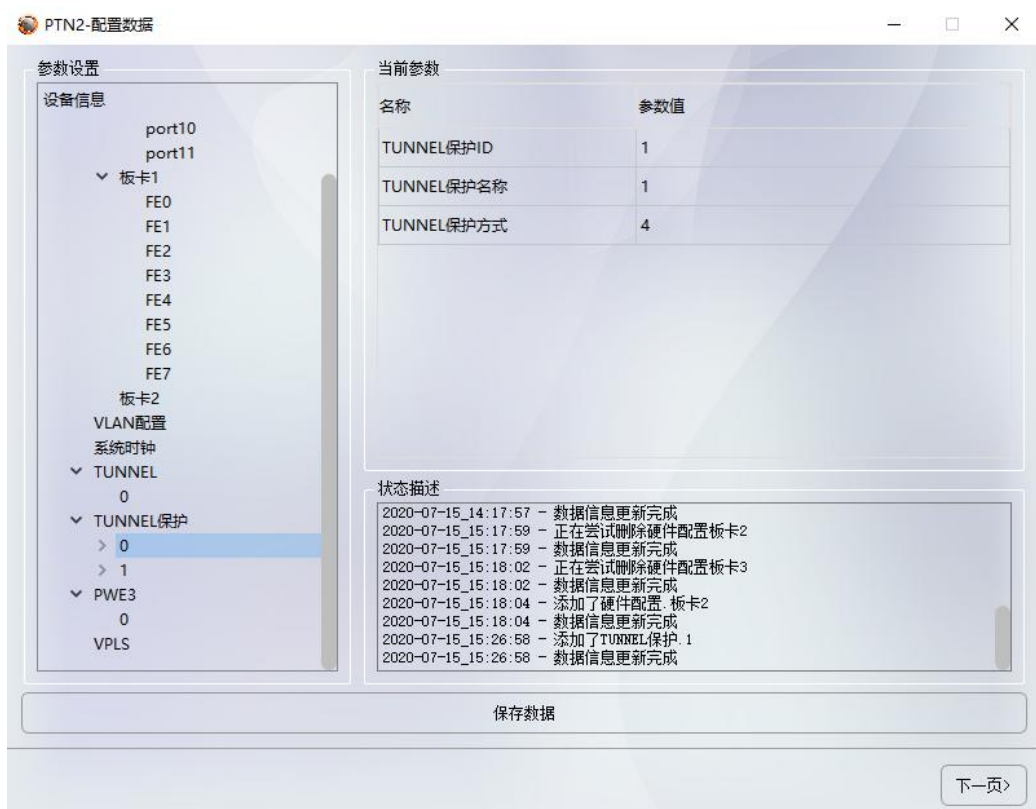 PTN2-配置数据
参数设置
设备信息
port10
port11
板卡1
FE0
FE1
FE2
FE3
FE4
FE5
FE6
FE7
板卡2
VLAN配置
系统时钟
TUNNEL
0
TUNNEL保护
0
1
PWE3
0
VPLS
当前参数
名称 参数值
TUNNEL保护ID 1
TUNNEL保护名称 1
TUNNEL保护方式 4
状态描述
2020-07-15_14:17:57 - 数据信息更新完成
2020-07-15_15:17:59 - 正在尝试删除硬件配置板卡2
2020-07-15_15:17:59 - 数据信息更新完成
2020-07-15_15:18:02 - 正在尝试删除硬件配置板卡3
2020-07-15_15:18:02 - 数据信息更新完成
2020-07-15_15:18:04 - 添加了硬件配置.板卡2
2020-07-15_15:18:04 - 数据信息更新完成
2020-07-15_15:26:58 - 添加了TUNNEL保护.1
2020-07-15_15:26:58 - 数据信息更新完成
保存数据
下一页>